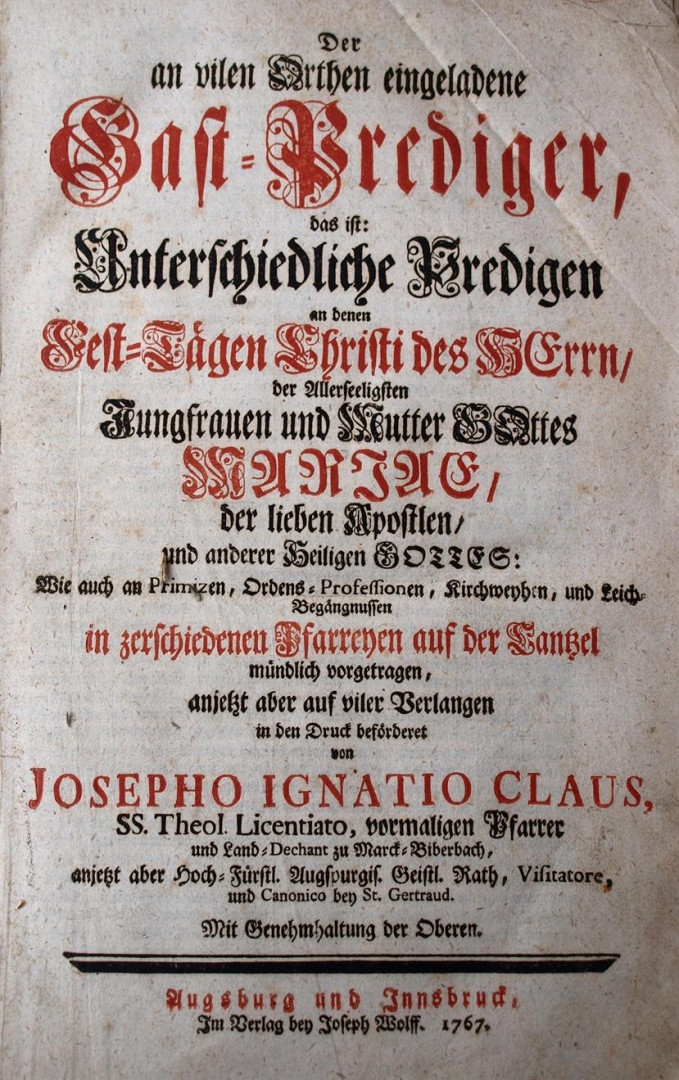 Der
an vilen Orthen eingeladene
Gast-Prediger,
das ist:
Unterschiedliche Predigen
an denen
Fest-Tägen Christi des HErrn/
der Allerseeligsten
Jungfrauen und Mutter GOttes
MARIAE/
der lieben Apostlen/
und anderer Heiligen GOTTES:
Wie auch an Primizen, Ordens-Professionen, Kirchweyhen, und Leich-
Begängnussen
in zerschiedenen Pfarreyen auf der Cantzel
mündlich vorgetragen,
anjetzt aber auf viler Verlangen
in den Druck beförderet
von
JOSEPHO IGNATIO CLAUS,
SS. Theol. Licentiato, vormaligen Pfarrer
und Land-Dechant zu Marck-Biberbach,
anjetzt aber Hoch-Fürstl. Augspurgis. Geistl. Rath, Visitatore,
und Canonico bey St. Gertraud.
Mit Genehmhaltung der Oberen.
Augsburg und Innsbruck,
Im Verlag bey Joseph Wolff. 1767.